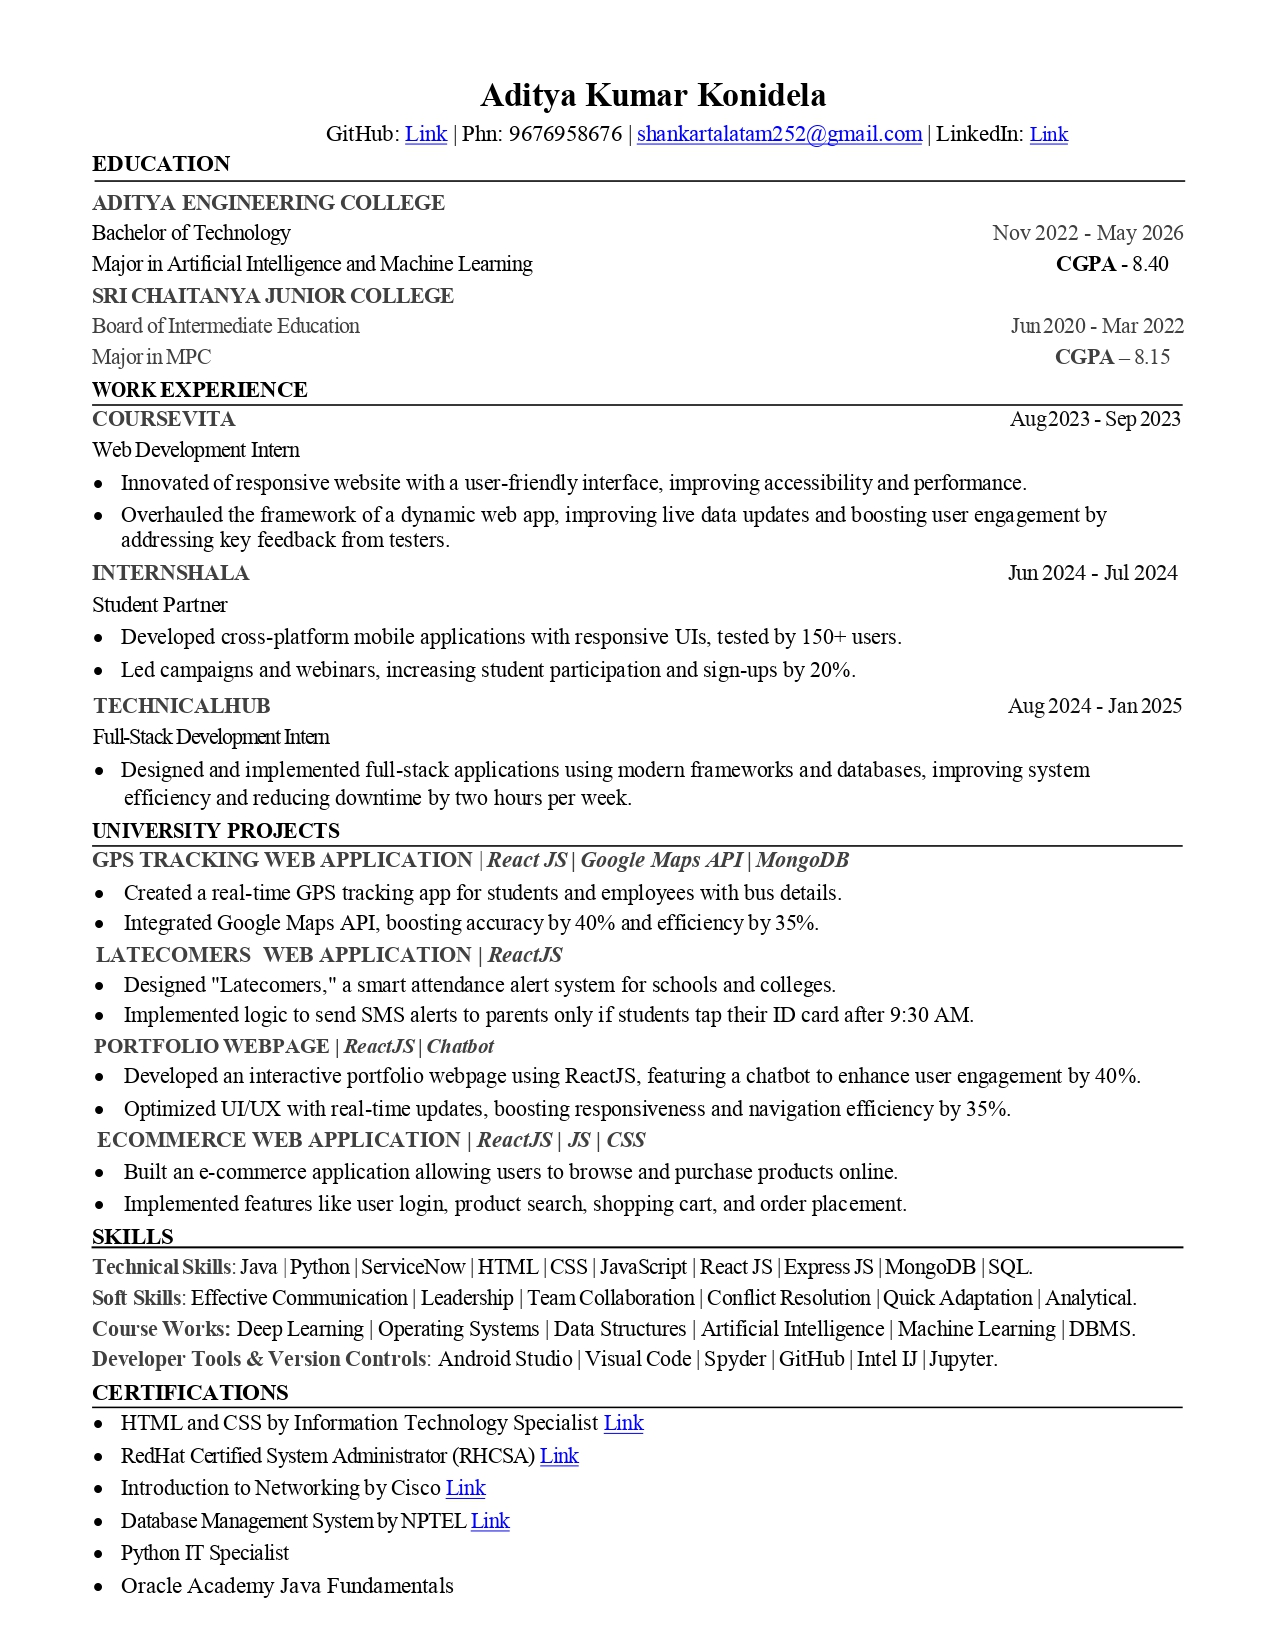 Aditya Kumar Konidela
GitHub: Link | Phn: 9676958676 | shankartalatam252@gmail.com | LinkedIn: Link
EDUCATION
ADITYA ENGINEERING COLLEGE
Bachelor of Technology Nov 2022 - May 2026
Major in Artificial Intelligence and Machine Learning CGPA - 8.40
SRI CHAITANYA JUNIOR COLLEGE
Board of Intermediate Education Jun 2020 - Mar 2022
Major in MPC CGPA – 8.15
WORK EXPERIENCE
COURSEVITA Aug 2023 - Sep 2023
Web Development Intern
• Innovated of responsive website with a user-friendly interface, improving accessibility and performance.
• Overhauled the framework of a dynamic web app, improving live data updates and boosting user engagement by
addressing key feedback from testers.
INTERNSHALA Jun 2024 - Jul 2024
Student Partner
• Developed cross-platform mobile applications with responsive UIs, tested by 150+ users.
• Led campaigns and webinars, increasing student participation and sign-ups by 20%.
TECHNICALHUB Aug 2024 - Jan 2025
Full-Stack Development Intern
• Designed and implemented full-stack applications using modern frameworks and databases, improving system
efficiency and reducing downtime by two hours per week.
UNIVERSITY PROJECTS
GPS TRACKING WEB APPLICATION | React JS | Google Maps API | MongoDB
• Created a real-time GPS tracking app for students and employees with bus details.
• Integrated Google Maps API, boosting accuracy by 40% and efficiency by 35%.
LATECOMERS WEB APPLICATION | ReactJS
• Designed "Latecomers," a smart attendance alert system for schools and colleges.
• Implemented logic to send SMS alerts to parents only if students tap their ID card after 9:30 AM.
PORTFOLIO WEBPAGE | ReactJS | Chatbot
• Developed an interactive portfolio webpage using ReactJS, featuring a chatbot to enhance user engagement by 40%.
• Optimized UI/UX with real-time updates, boosting responsiveness and navigation efficiency by 35%.
ECOMMERCE WEB APPLICATION | ReactJS | JS | CSS
• Built an e-commerce application allowing users to browse and purchase products online.
• Implemented features like user login, product search, shopping cart, and order placement.
SKILLS
Technical Skills: Java | Python | ServiceNow | HTML | CSS | JavaScript | React JS | Express JS | MongoDB | SQL.
Soft Skills: Effective Communication | Leadership | Team Collaboration | Conflict Resolution | Quick Adaptation | Analytical.
Course Works: Deep Learning | Operating Systems | Data Structures | Artificial Intelligence | Machine Learning | DBMS.
Developer Tools & Version Controls: Android Studio | Visual Code | Spyder | GitHub | Intel IJ | Jupyter.
CERTIFICATIONS
• HTML and CSS by Information Technology Specialist Link
• RedHat Certified System Administrator (RHCSA) Link
• Introduction to Networking by Cisco Link
• Database Management System by NPTEL Link
• Python IT Specialist
• Oracle Academy Java Fundamentals